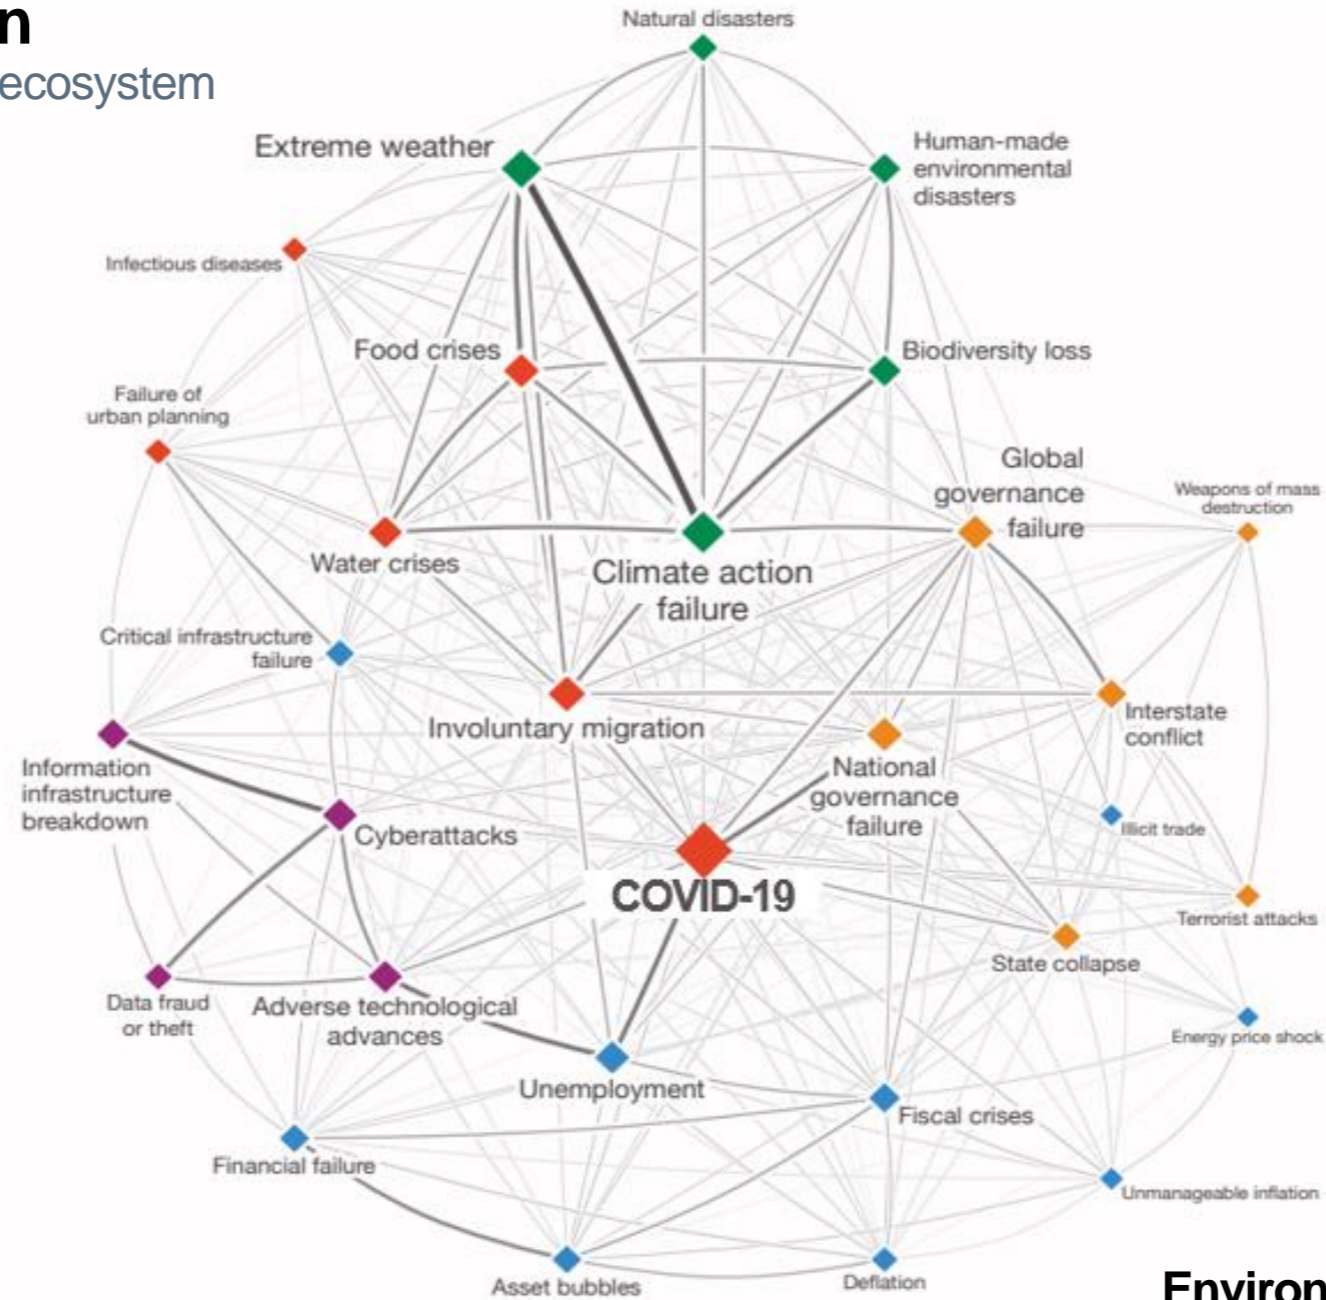 n
ecosystem
Natural disasters
Extreme weather
Human-made
environmental
disasters
Infectious diseases
Food crises
Biodiversity loss
Failure of
urban planning
Global
governance
failure
Weapons of mass
destruction
Water crises
Climate action
failure
Critical infrastructure
failure
Involuntary migration
Interstate
conflict
Information
infrastructure
breakdown
National
governance
failure
Cyberattacks
Illicit trade
COVID-19
Terrorist attacks
State collapse
Data fraud
or theft
Adverse technological
advances
Energy price shock
Unemployment
Fiscal crises
Financial failure
Unmanageable inflation
Asset bubbles
Deflation
Environ